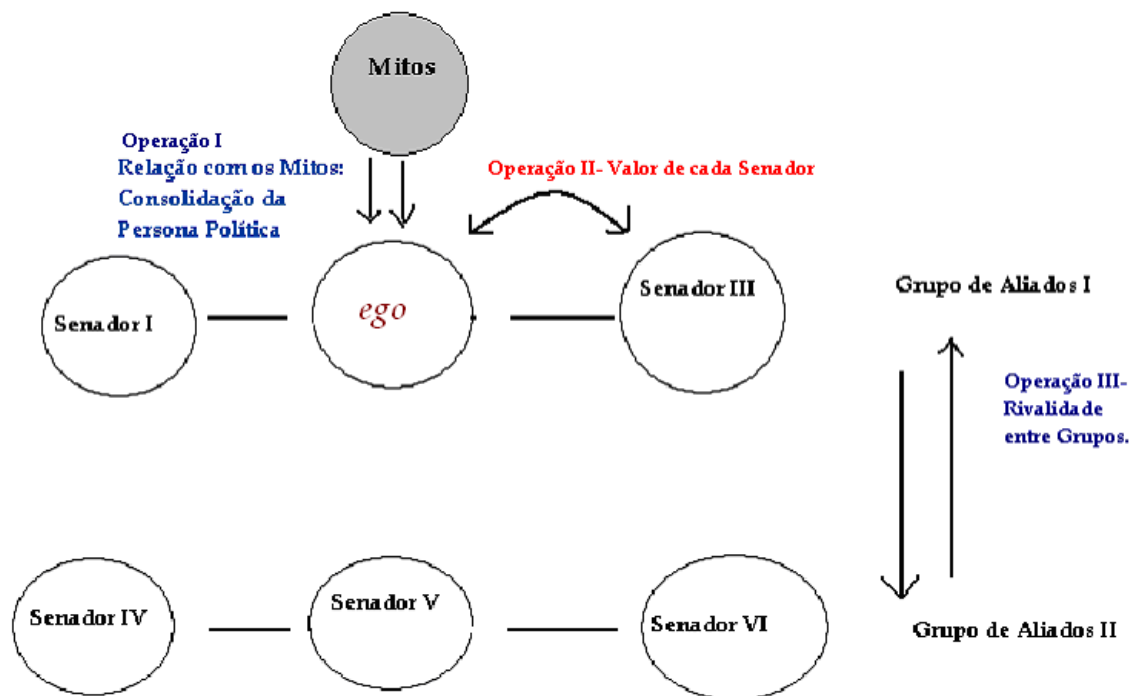 Mitos
Operação I
Relação com os Mitos:
Consolidação da
Persona Política
Operação II- Valor de cada Senador
Senador I
ego
Senador III
Grupo de Aliados I
Operação III-
Rivalidade
entre Grupos.
Senador IV
Senador V
Senador VI
Grupo de Aliados II